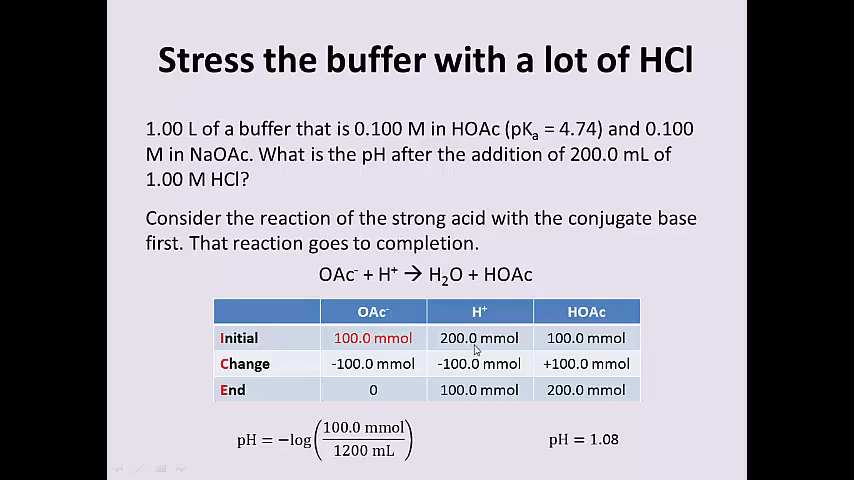 Stress the buffer with a lot of HCl
1.00 L of a buffer that is 0.100 M in HOAc (pKₐ = 4.74) and 0.100
M in NaOAc. What is the pH after the addition of 200.0 mL of
1.00 M HCl?
Consider the reaction of the strong acid with the conjugate base
first. That reaction goes to completion.
OAc⁻ + H⁺ → H₂O + HOAc
OAc⁻ H⁺ HOAc
Initial 100.0 mmol 200.0 mmol 100.0 mmol
Change -100.0 mmol -100.0 mmol +100.0 mmol
End 0 100.0 mmol 200.0 mmol
pH = −log(100.0 mmol / 1200 mL) pH = 1.08